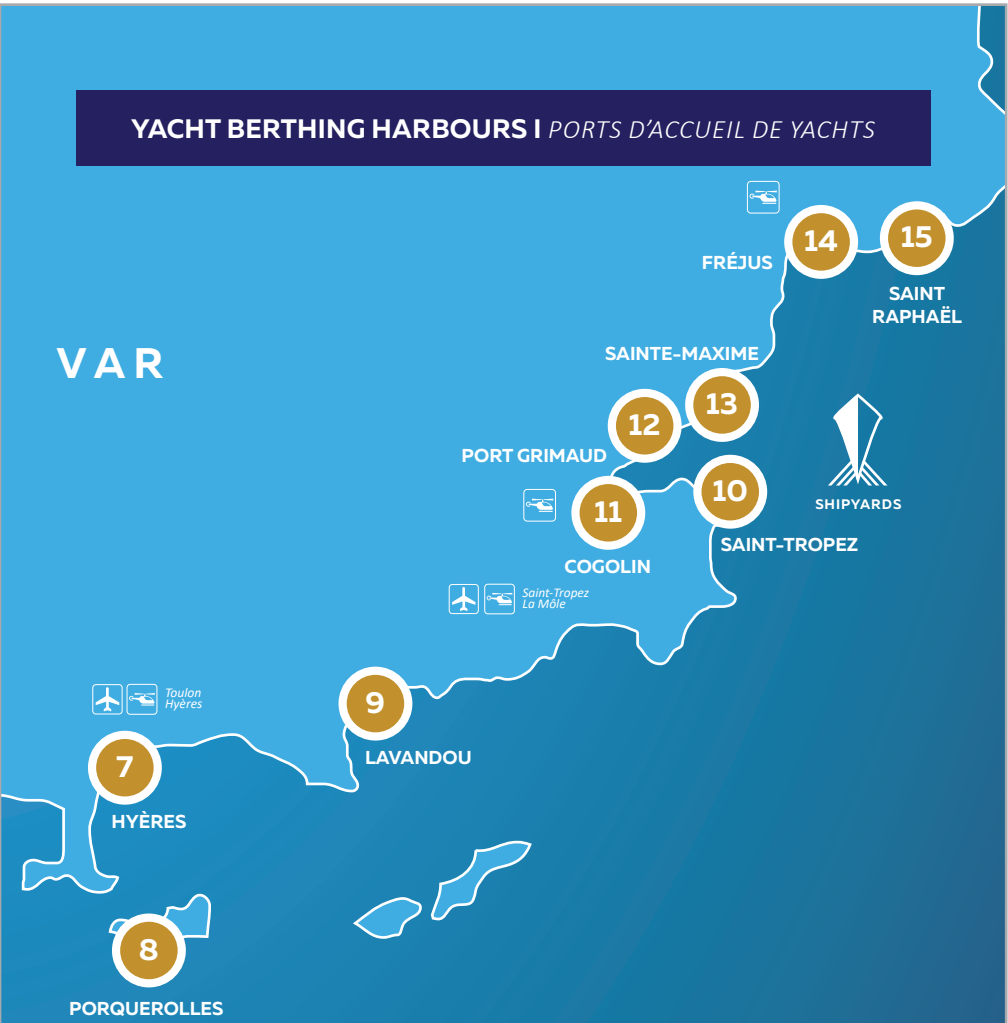 YACHT BERTHING HARBOURS I PORTS D'ACCUEIL DE YACHTS
14
15
FRÉJUS
SAINT
RAPHAËL
VAR
SAINTE-MAXIME
13
12
PORT GRIMAUD
10
11
SHIPYARDS
SAINT-TROPEZ
COGOLIN
Saint-Tropez
La Môle
Toulon
Hyères
9
LAVANDOU
7
HYÈRES
8
PORQUEROLLES